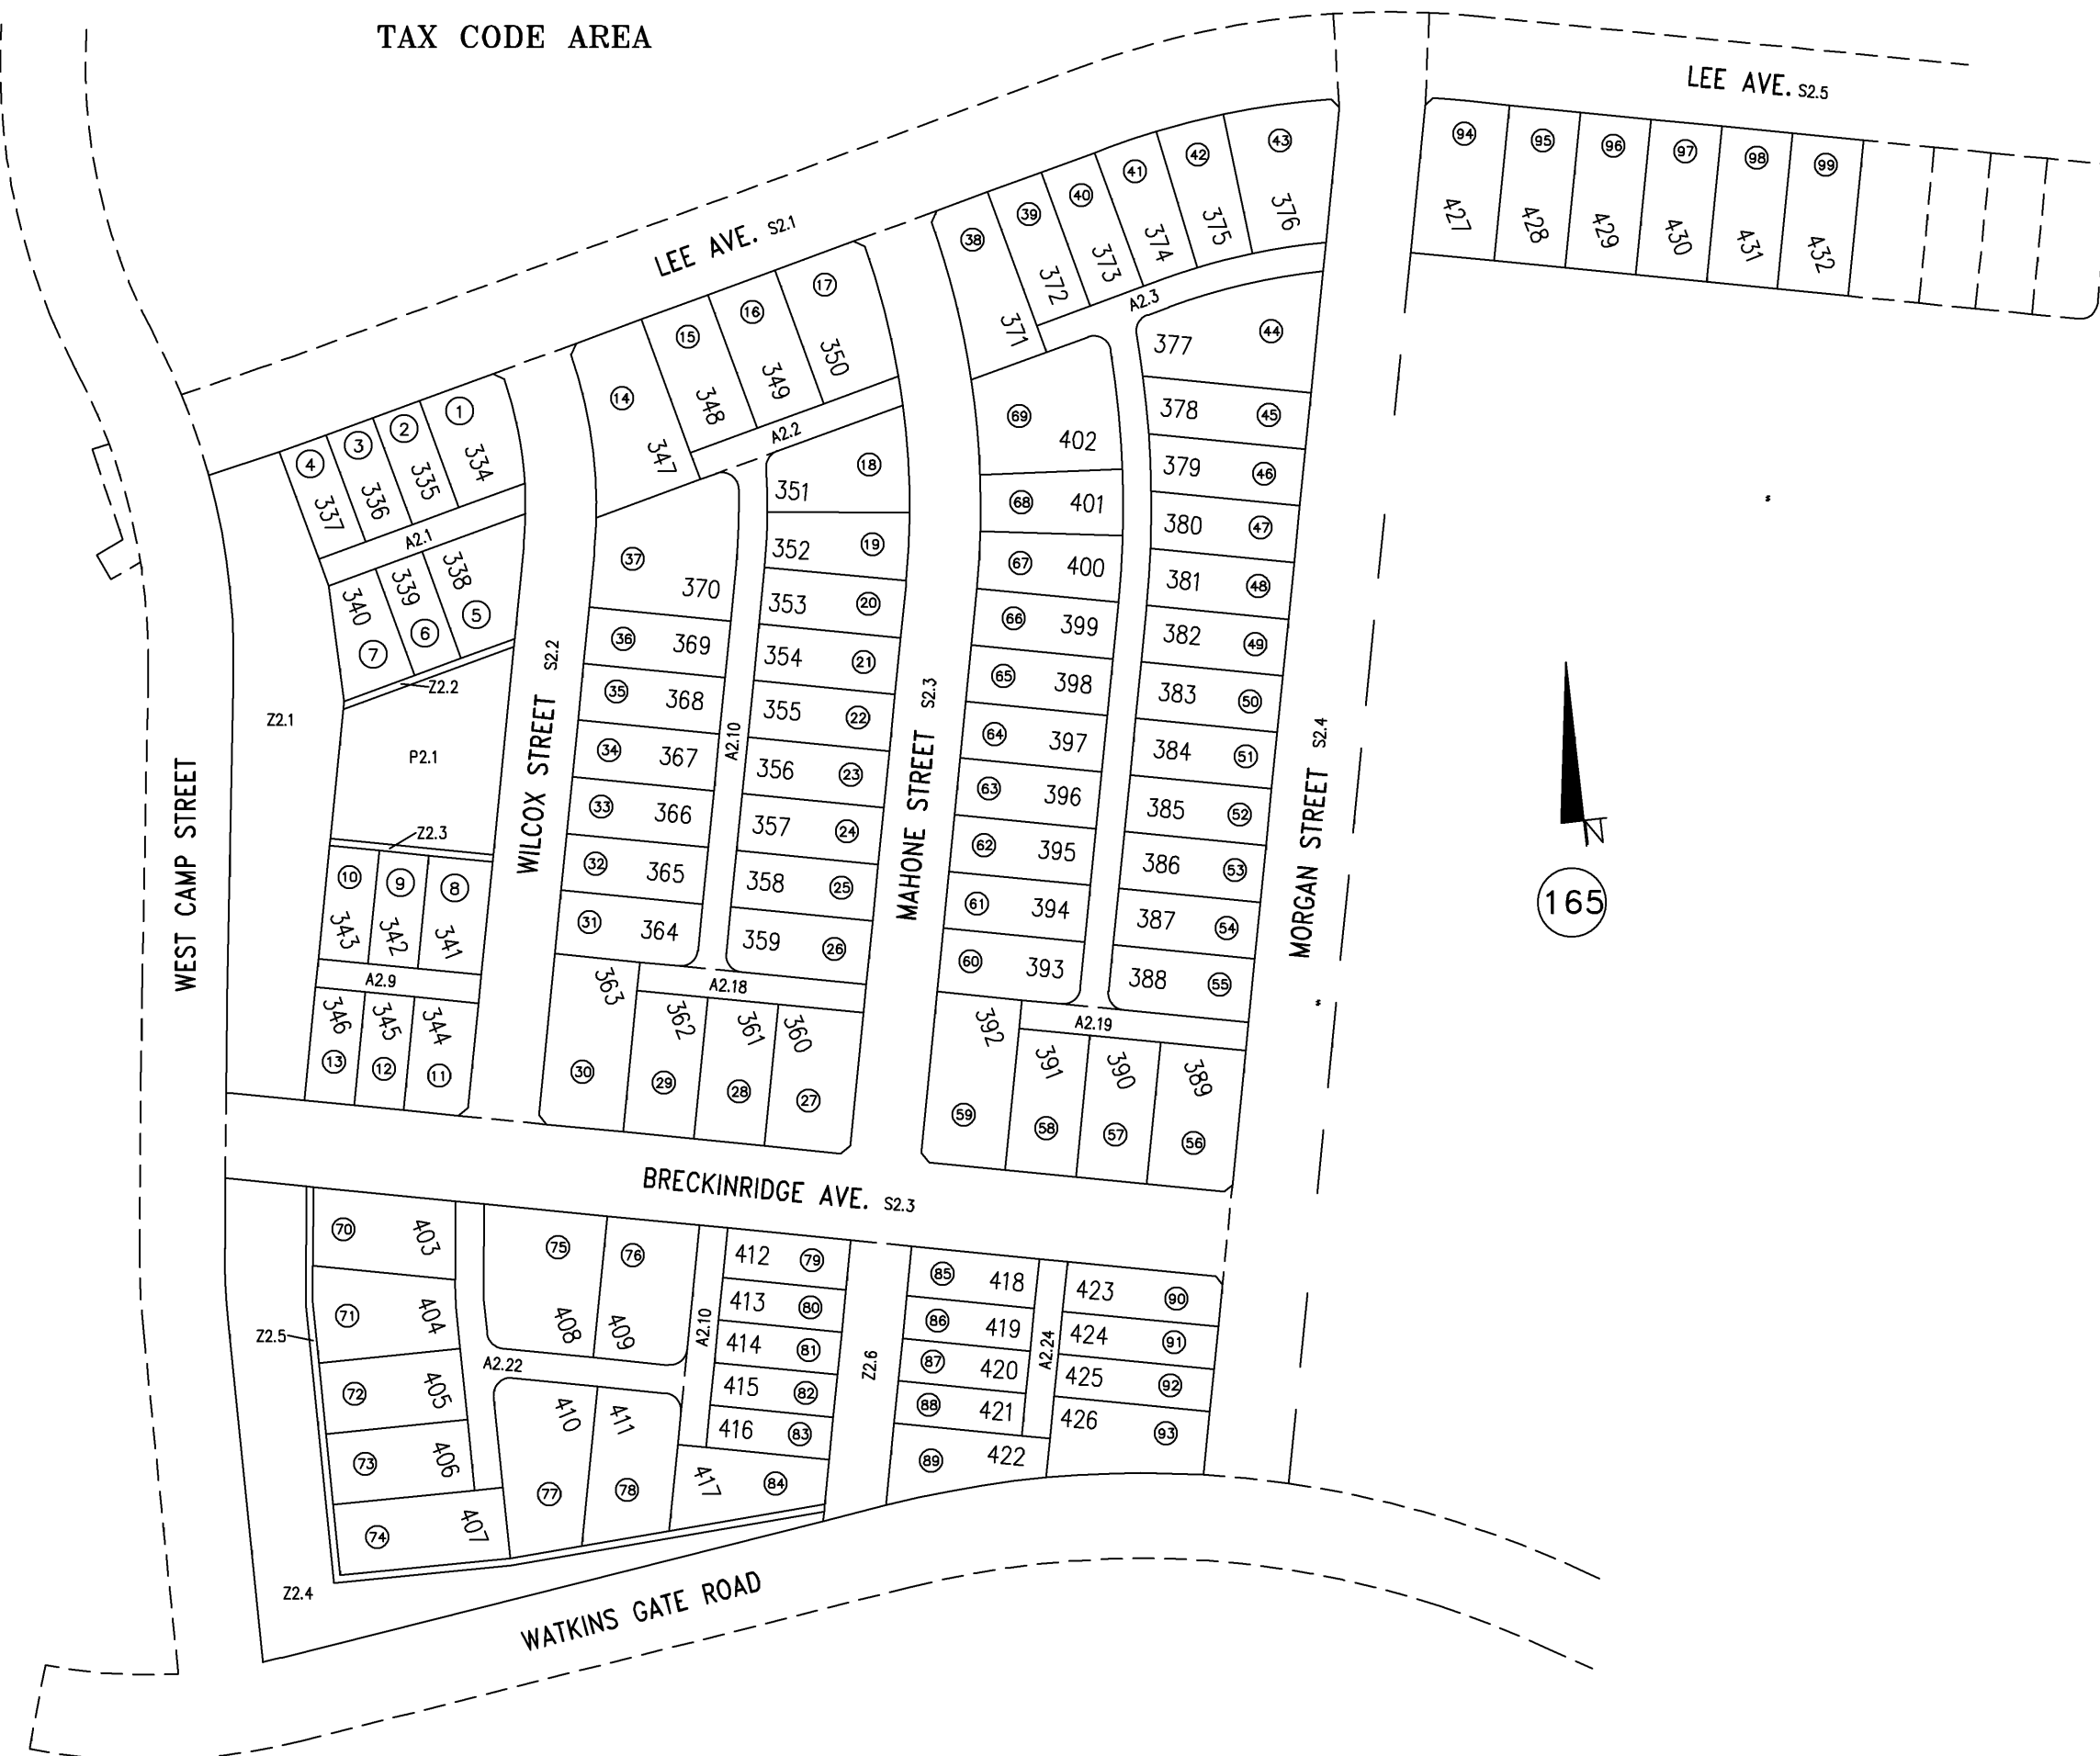 TAX CODE AREA
LEE AVE. S2.5
94 95 96 97 98 99
427 428 429 430 431 432
LEE AVE. S2.1
38 39 40 41 42 43
371 372 373 374 375 376
A2.3
14 15 16 17
347 348 349 350
A2.2
4 3 2 1
337 336 335 334
A2.1
340 339 338
7 6 5
Z2.2
Z2.1
P2.1
Z2.3
10 9 8
343 342 341
A2.9
346 345 344
13 12 11
WEST CAMP STREET
WILCOX STREET S2.2
37 370
36 369
35 368
34 367
33 366
32 365
31 364
A2.10
351 18
352 19
353 20
354 21
355 22
356 23
357 24
358 25
359 26
A2.18
363 362 361 360
30 29 28 27
MAHONE STREET S2.3
69 402
68 401
67 400
66 399
65 398
64 397
63 396
62 395
61 394
60 393
377 44
378 45
379 46
380 47
381 48
382 49
383 50
384 51
385 52
386 53
387 54
388 55
A2.19
392 391 390 389
59 58 57 56
MORGAN STREET S2.4
N
165
BRECKINRIDGE AVE. S2.3
70 403
71 404
72 405
73 406
74 407
Z2.5
Z2.4
75 76
408 409
A2.22
410 411
77 78
A2.10
412 79
413 80
414 81
415 82
416 83
417 84
Z2.6
85 418
86 419
87 420
88 421
89 422
A2.24
423 90
424 91
425 92
426 93
WATKINS GATE ROAD